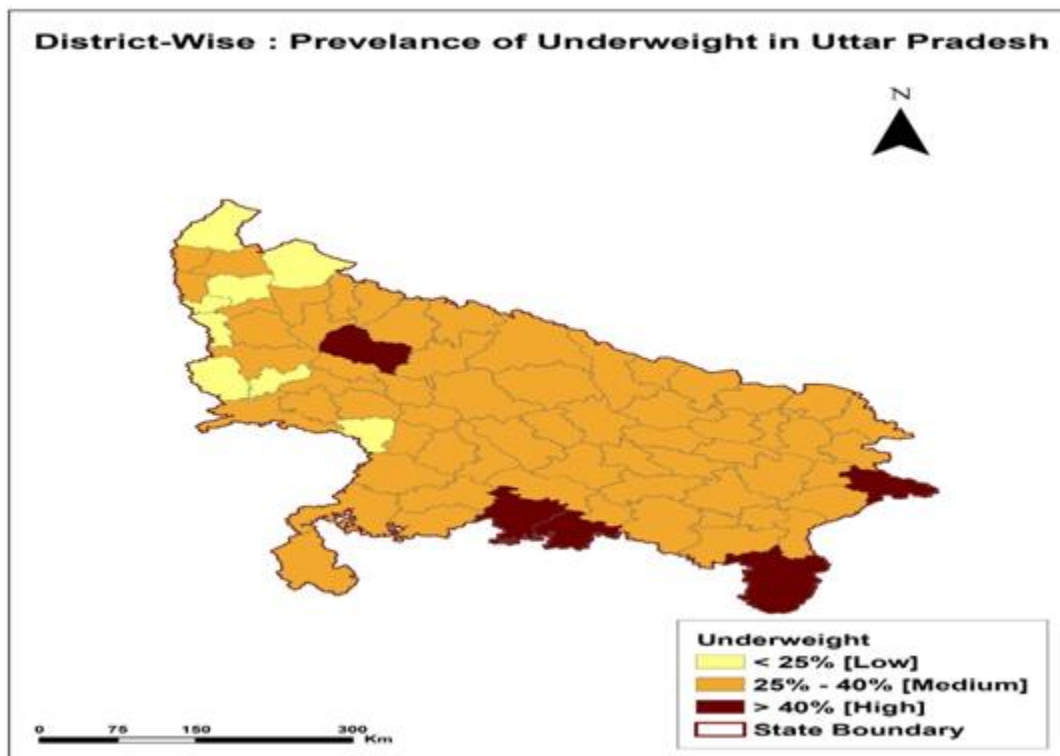 District-Wise : Prevelance of Underweight in Uttar Pradesh
N
Underweight
< 25% [Low]
25% - 40% [Medium]
> 40% [High]
State Boundary
0 75 150 300
Km